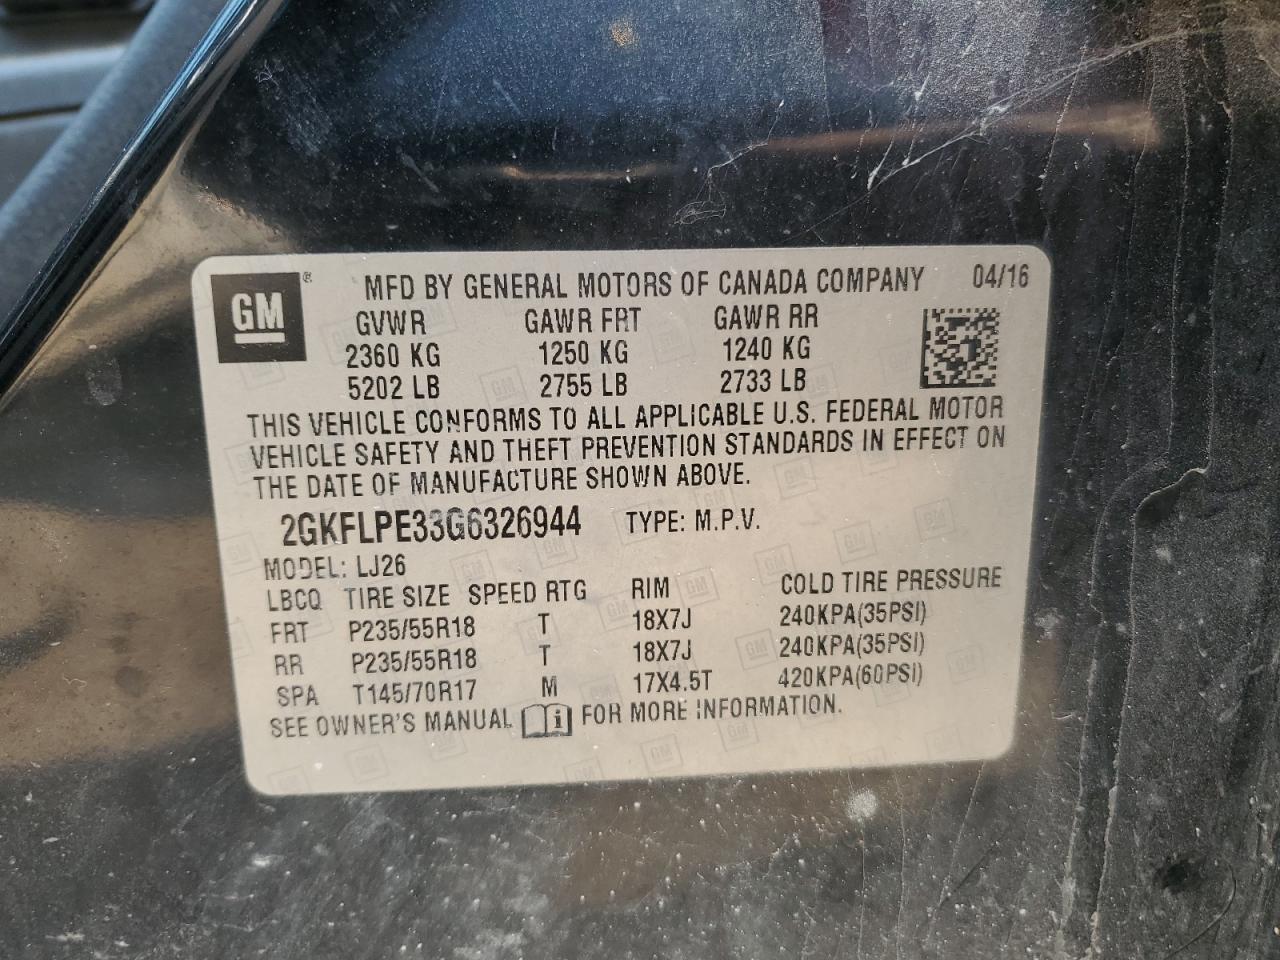 GM ® MFD BY GENERAL MOTORS OF CANADA COMPANY 04/16
GVWR GAWR FRT GAWR RR
2360 KG 1250 KG 1240 KG
5202 LB 2755 LB 2733 LB
THIS VEHICLE CONFORMS TO ALL APPLICABLE U.S. FEDERAL MOTOR
VEHICLE SAFETY AND THEFT PREVENTION STANDARDS IN EFFECT ON
THE DATE OF MANUFACTURE SHOWN ABOVE.
2GKFLPE33G6326944 TYPE: M.P.V.
MODEL: LJ26
LBCQ TIRE SIZE SPEED RTG RIM COLD TIRE PRESSURE
FRT P235/55R18 T 18X7J 240KPA(35PSI)
RR P235/55R18 T 18X7J 240KPA(35PSI)
SPA T145/70R17 M 17X4.5T 420KPA(60PSI)
SEE OWNER'S MANUAL i FOR MORE INFORMATION.